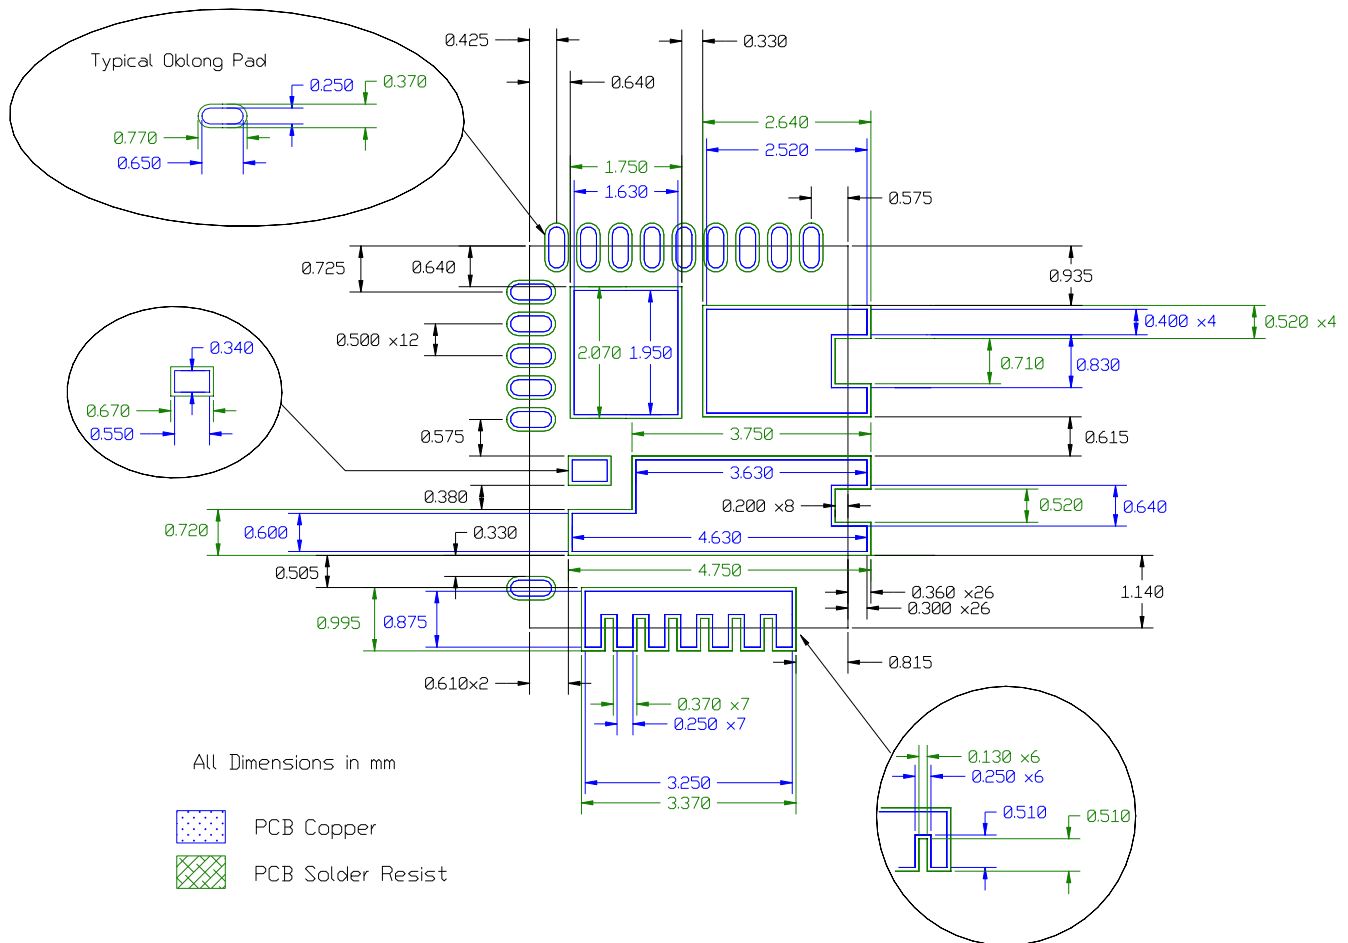 0.425
0.330
Typical Oblong Pad
0.250
0.370
0.640
0.770
0.650
2.640
2.520
1.750
1.630
0.575
0.725
0.640
0.935
0.400 x4
0.520 x4
0.500 x12
0.340
2.070
1.950
0.710
0.830
0.670
0.550
0.575
3.750
0.615
3.630
0.380
0.200 x8
0.520
0.640
0.720
0.600
0.330
4.630
0.505
4.750
0.360 x26
0.300 x26
1.140
0.995
0.875
0.815
0.610x2
0.370 x7
0.250 x7
All Dimensions in mm
0.130 x6
0.250 x6
3.250
3.370
0.510
0.510
PCB Copper
PCB Solder Resist